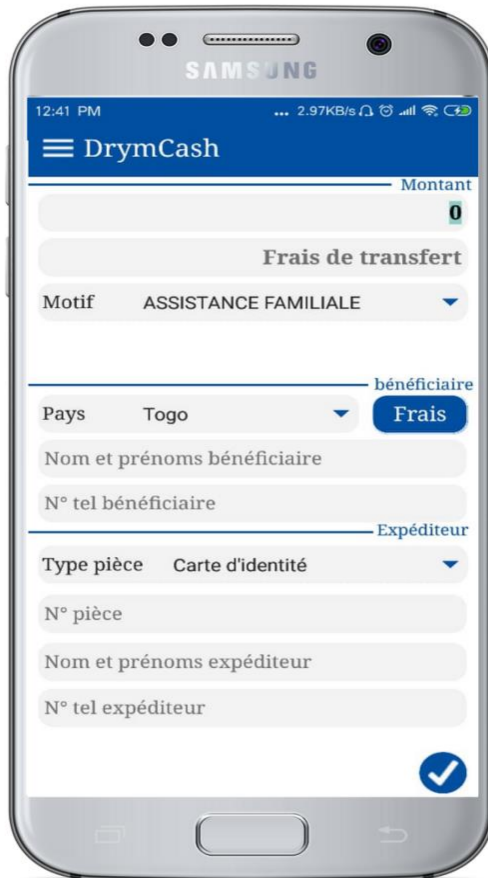 SAMSUNG
12:41 PM ... 2.97KB/s
DrymCash
Montant
0
Frais de transfert
Motif ASSISTANCE FAMILIALE
bénéficiaire
Pays Togo Frais
Nom et prénoms bénéficiaire
N° tel bénéficiaire
Expéditeur
Type pièce Carte d'identité
N° pièce
Nom et prénoms expéditeur
N° tel expéditeur